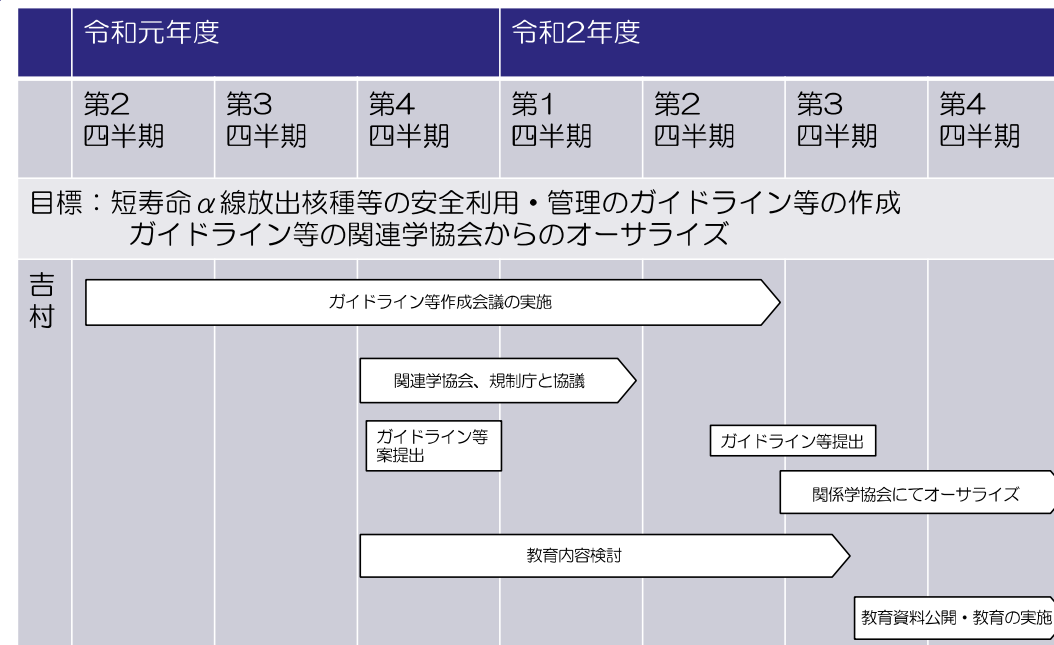 令和元年度
令和2年度
第2
四半期
第3
四半期
第4
四半期
第1
四半期
第2
四半期
第3
四半期
第4
四半期
目標：短寿命α線放出核種等の安全利用・管理のガイドライン等の作成
ガイドライン等の関連学協会からのオーサライズ
吉
村
ガイドライン等作成会議の実施
関連学協会、規制庁と協議
ガイドライン等
案提出
ガイドライン等提出
関係学協会にてオーサライズ
教育内容検討
教育資料公開・教育の実施